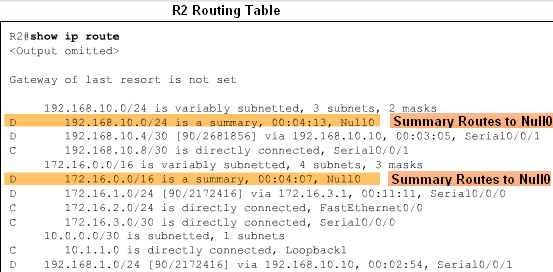 R2 Routing Table
R2#show ip route
<Output omitted>
Gateway of last resort is not set
192.168.10.0/24 is variably subnetted, 3 subnets, 2 masks
D 192.168.10.0/24 is a summary, 00:04:13, Null0 Summary Routes to Null0
D 192.168.10.4/30 [90/2681856] via 192.168.10.10, 00:03:05, Serial0/0/1
C 192.168.10.8/30 is directly connected, Serial0/0/1
172.16.0.0/16 is variably subnetted, 4 subnets, 3 masks
D 172.16.0.0/16 is a summary, 00:04:07, Null0 Summary Routes to Null0
D 172.16.1.0/24 [90/2172416] via 172.16.3.1, 00:11:11, Serial0/0/0
C 172.16.2.0/24 is directly connected, FastEthernet0/0
C 172.16.3.0/30 is directly connected, Serial0/0/0
10.0.0.0/30 is subnetted, 1 subnets
C 10.1.1.0 is directly connected, Loopback1
D 192.168.1.0/24 [90/2172416] via 192.168.10.10, 00:02:54, Serial0/0/1